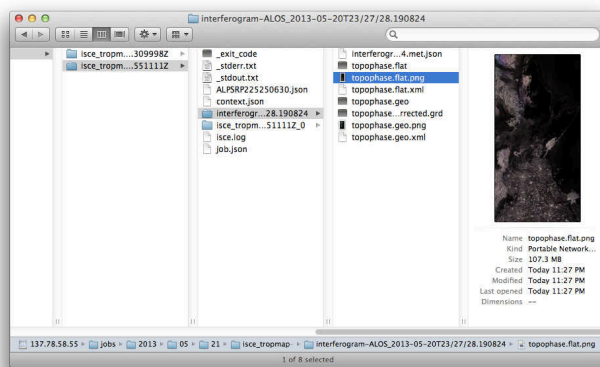 interferogram-ALOS_2013-05-20T23/27/28.190824
isce_tropm....309998Z
isce_tropm....551111Z
_exit_code
_stderr.txt
_stdout.txt
ALPSRP225250630.json
context.json
interferogr...28.190824
isce_tropm...51111Z_0
isce.log
job.json
interferogr...4.met.json
topophase.flat
topophase.flat.png
topophase.flat.xml
topophase.geo
topophase...rrected.grd
topophase.geo.png
topophase.geo.xml
Name topophase.flat.png
Kind Portable Network...
Size 107.3 MB
Created Today 11:27 PM
Modified Today 11:27 PM
Last opened Today 11:27 PM
Dimensions --
137.78.58.55 jobs 2013 05 21 isce_tropmap- interferogram-ALOS_2013-05-20T23/27/28.190824 topophase.flat.png
1 of 8 selected